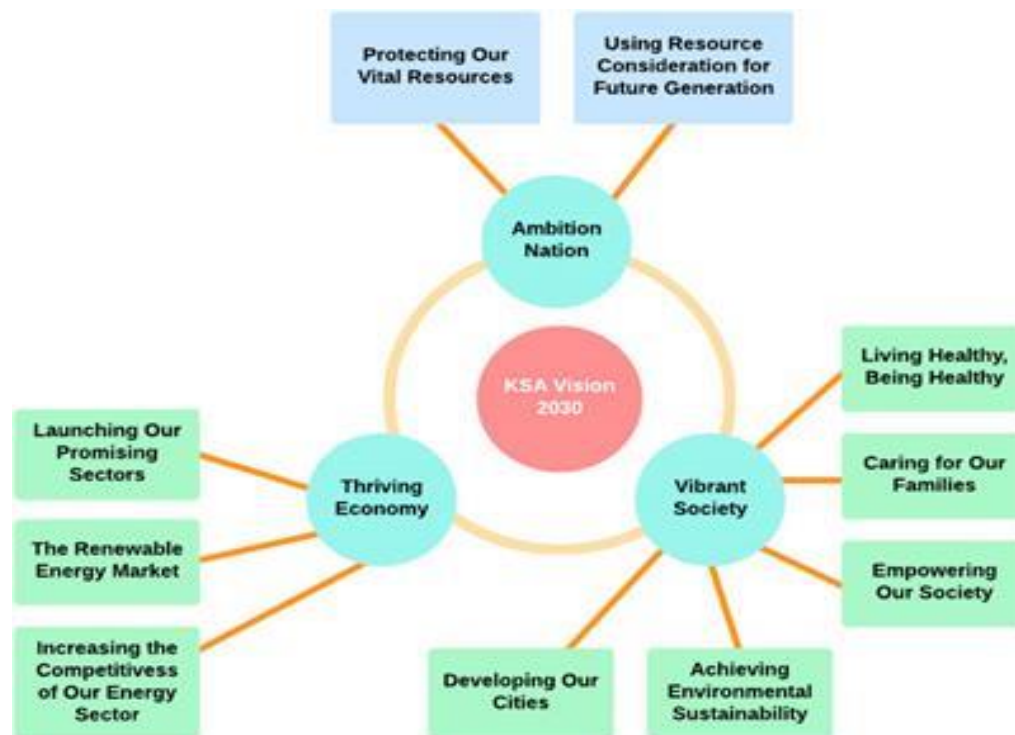 Protecting Our
Vital Resources
Using Resource
Consideration for
Future Generation
Ambition
Nation
KSA Vision
2030
Thriving
Economy
Vibrant
Society
Launching Our
Promising
Sectors
The Renewable
Energy Market
Increasing the
Competitivess
of Our Energy
Sector
Living Healthy,
Being Healthy
Caring for Our
Families
Empowering
Our Society
Developing Our
Cities
Achieving
Environmental
Sustainability